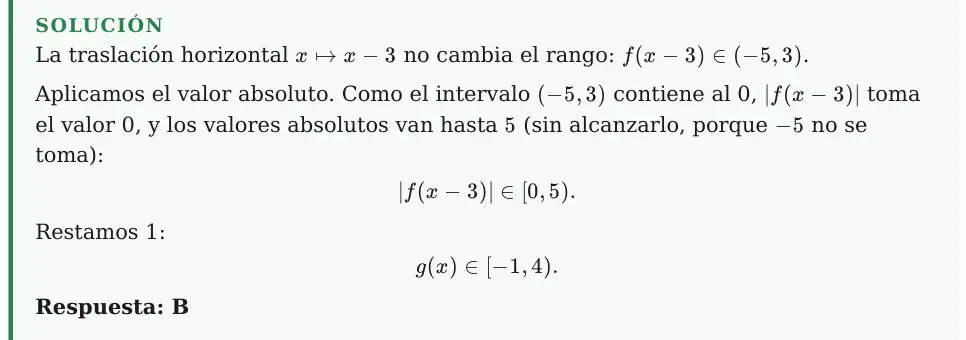 SOLUCIÓN
La traslación horizontal x ↦ x − 3 no cambia el rango: f(x − 3) ∈ (−5, 3).
Aplicamos el valor absoluto. Como el intervalo (−5, 3) contiene al 0, |f(x − 3)| toma
el valor 0, y los valores absolutos van hasta 5 (sin alcanzarlo, porque −5 no se
toma):
|f(x − 3)| ∈ [0, 5).
Restamos 1:
g(x) ∈ [−1, 4).
Respuesta: B